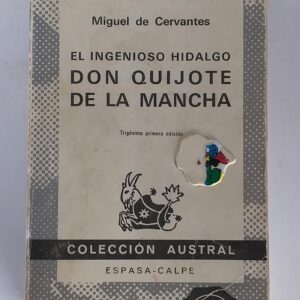 Miguel de Cervantes
EL INGENIOSO HIDALGO
DON QUIJOTE
DE LA MANCHA
Trigésima primera edición
COLECCIÓN AUSTRAL
ESPASA-CALPE